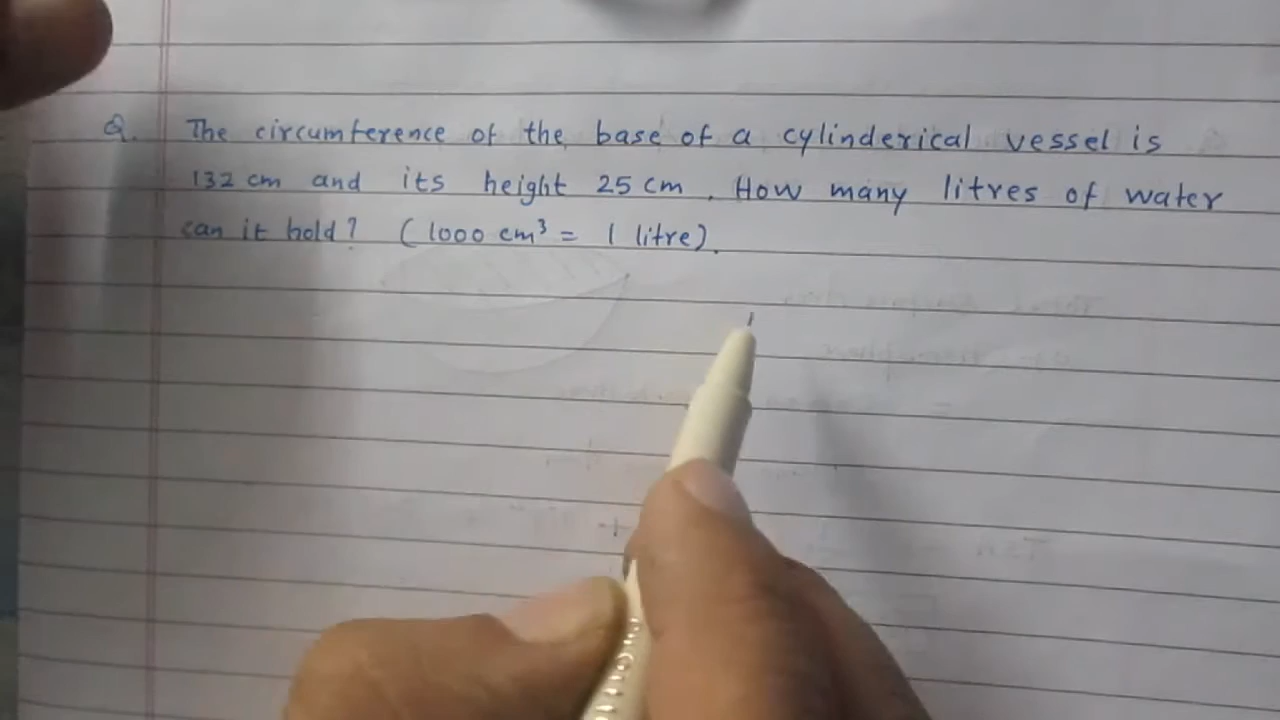 Q. The circumference of the base of a cylinderical vessel is
132 cm and its height 25 cm. How many litres of water
can it hold? (1000 cm³ = 1 litre).